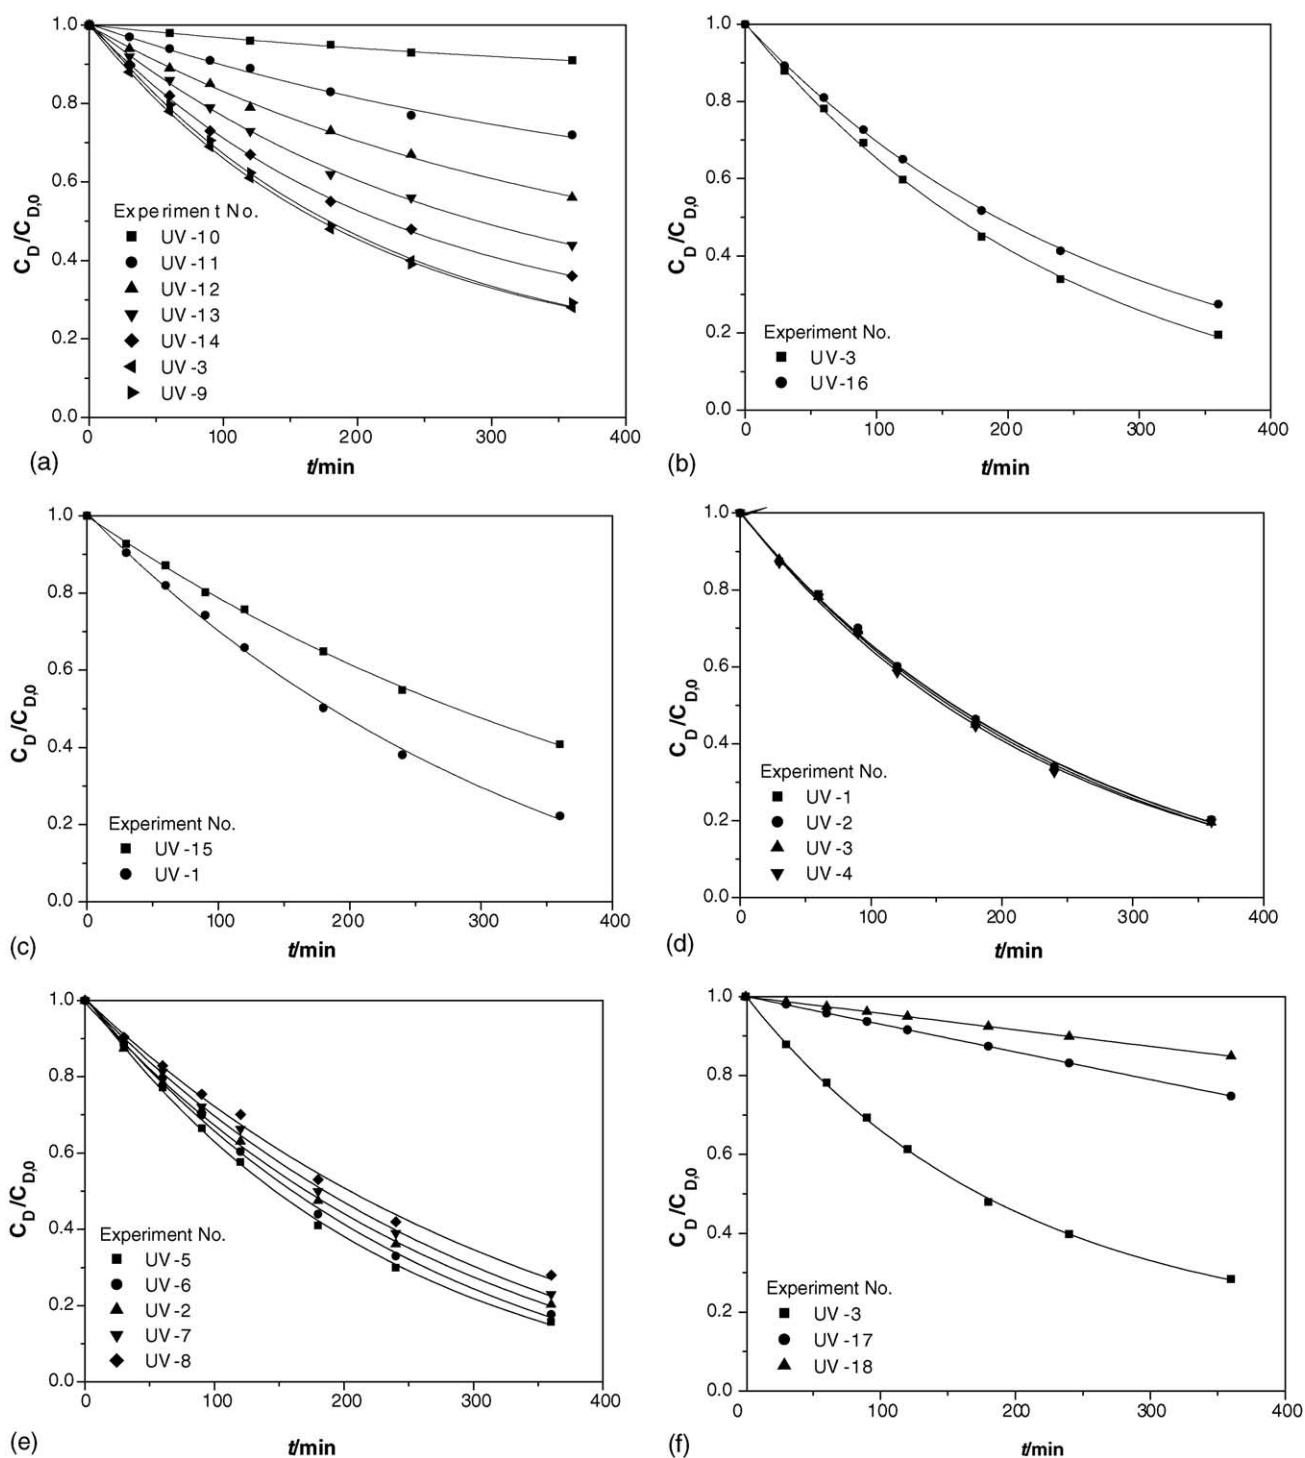 1.0
0.8
0.6
0.4
0.2
0.0
C_D/C_D,0
Experiment No.
UV-10
UV-11
UV-12
UV-13
UV-14
UV-3
UV-9
0 100 200 300 400
(a)
t/min
1.0
0.8
0.6
0.4
0.2
0.0
C_D/C_D,0
Experiment No.
UV-3
UV-16
0 100 200 300 400
(b)
t/min
1.0
0.8
0.6
0.4
0.2
0.0
C_D/C_D,0
Experiment No.
UV-15
UV-1
0 100 200 300 400
(c)
t/min
1.0
0.8
0.6
0.4
0.2
0.0
C_D/C_D,0
Experiment No.
UV-1
UV-2
UV-3
UV-4
0 100 200 300 400
(d)
t/min
1.0
0.8
0.6
0.4
0.2
0.0
C_D/C_D,0
Experiment No.
UV-5
UV-6
UV-2
UV-7
UV-8
0 100 200 300 400
(e)
t/min
1.0
0.8
0.6
0.4
0.2
0.0
C_D/C_D,0
Experiment No.
UV-3
UV-17
UV-18
0 100 200 300 400
(f)
t/min